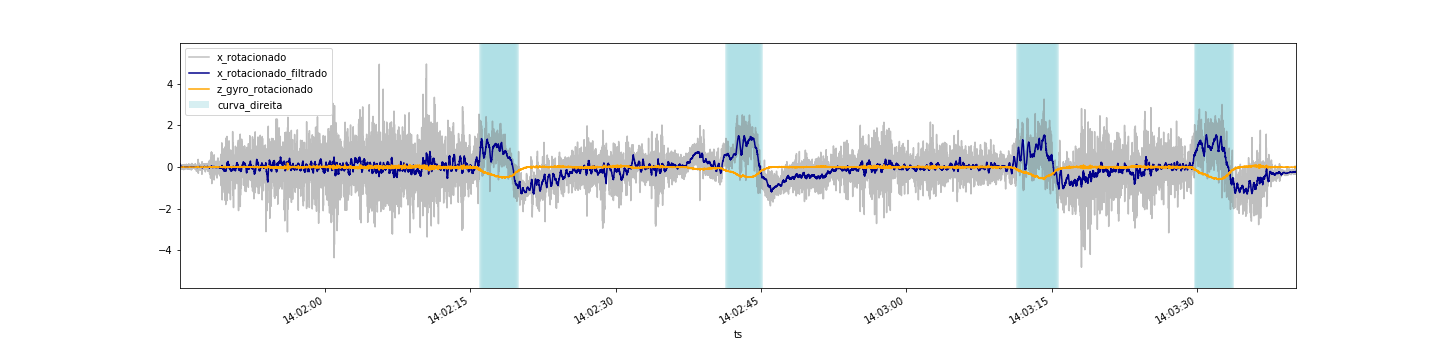 x_rotacionado
x_rotacionado_filtrado
z_gyro_rotacionado
curva_direita
4
2
0
−2
−4
14:02:00
14:02:15
14:02:30
14:02:45
14:03:00
14:03:15
14:03:30
ts